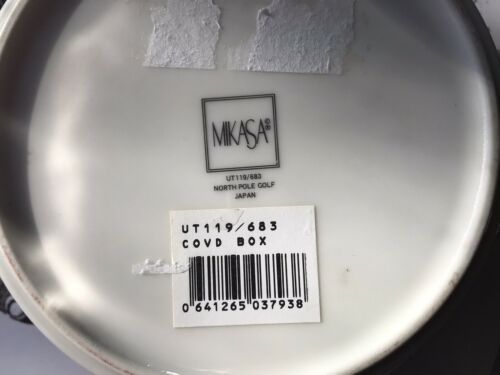 MIKASA®
UT119/683
NORTH POLE GOLF
JAPAN
UT119/683
COVD BOX
0 641265 037938